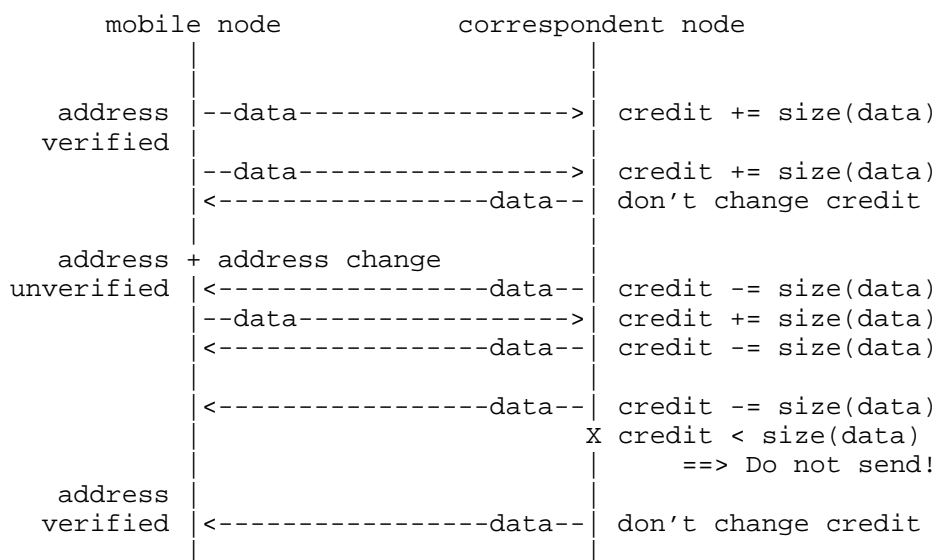 mobile node             correspondent node
     |                        |
     |                        |
address |--data----------------->| credit += size(data)
verified |                        |
     |--data----------------->| credit += size(data)
     |<-----------------data--| don't change credit
     |                        |
address + address change         |
unverified |<-----------------data--| credit -= size(data)
     |--data----------------->| credit += size(data)
     |<-----------------data--| credit -= size(data)
     |                        |
     |<-----------------data--| credit -= size(data)
     |                        X credit < size(data)
     |                        |     ==> Do not send!
address |                        |
verified |<-----------------data--| don't change credit
     |                        |